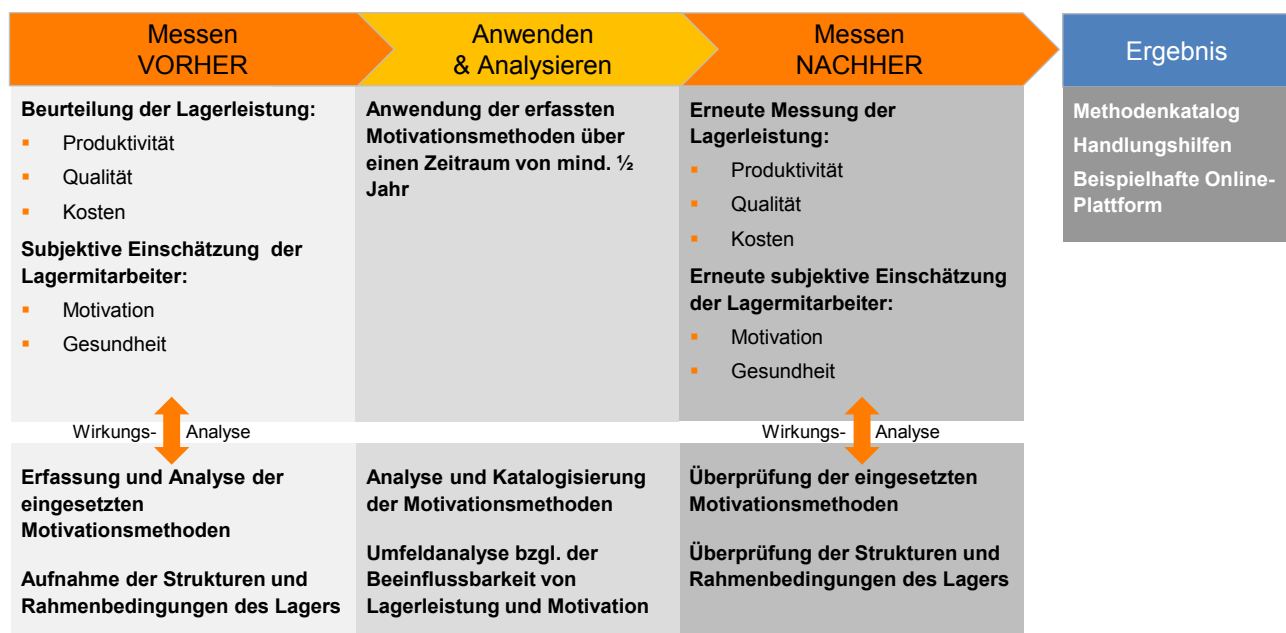 Messen
VORHER
Anwenden
& Analysieren
Messen
NACHHER
Ergebnis
Beurteilung der Lagerleistung:
▪ Produktivität
▪ Qualität
▪ Kosten
Subjektive Einschätzung der
Lagermitarbeiter:
▪ Motivation
▪ Gesundheit
Anwendung der erfassten
Motivationsmethoden über
einen Zeitraum von mind. ½
Jahr
Erneute Messung der
Lagerleistung:
▪ Produktivität
▪ Qualität
▪ Kosten
Erneute subjektive Einschätzung
der Lagermitarbeiter:
▪ Motivation
▪ Gesundheit
Methodenkatalog
Handlungshilfen
Beispielhafte Online-
Plattform
Wirkungs- Analyse
Wirkungs- Analyse
Erfassung und Analyse der
eingesetzten
Motivationsmethoden
Aufnahme der Strukturen und
Rahmenbedingungen des Lagers
Analyse und Katalogisierung
der Motivationsmethoden
Umfeldanalyse bzgl. der
Beeinflussbarkeit von
Lagerleistung und Motivation
Überprüfung der eingesetzten
Motivationsmethoden
Überprüfung der Strukturen und
Rahmenbedingungen des Lagers